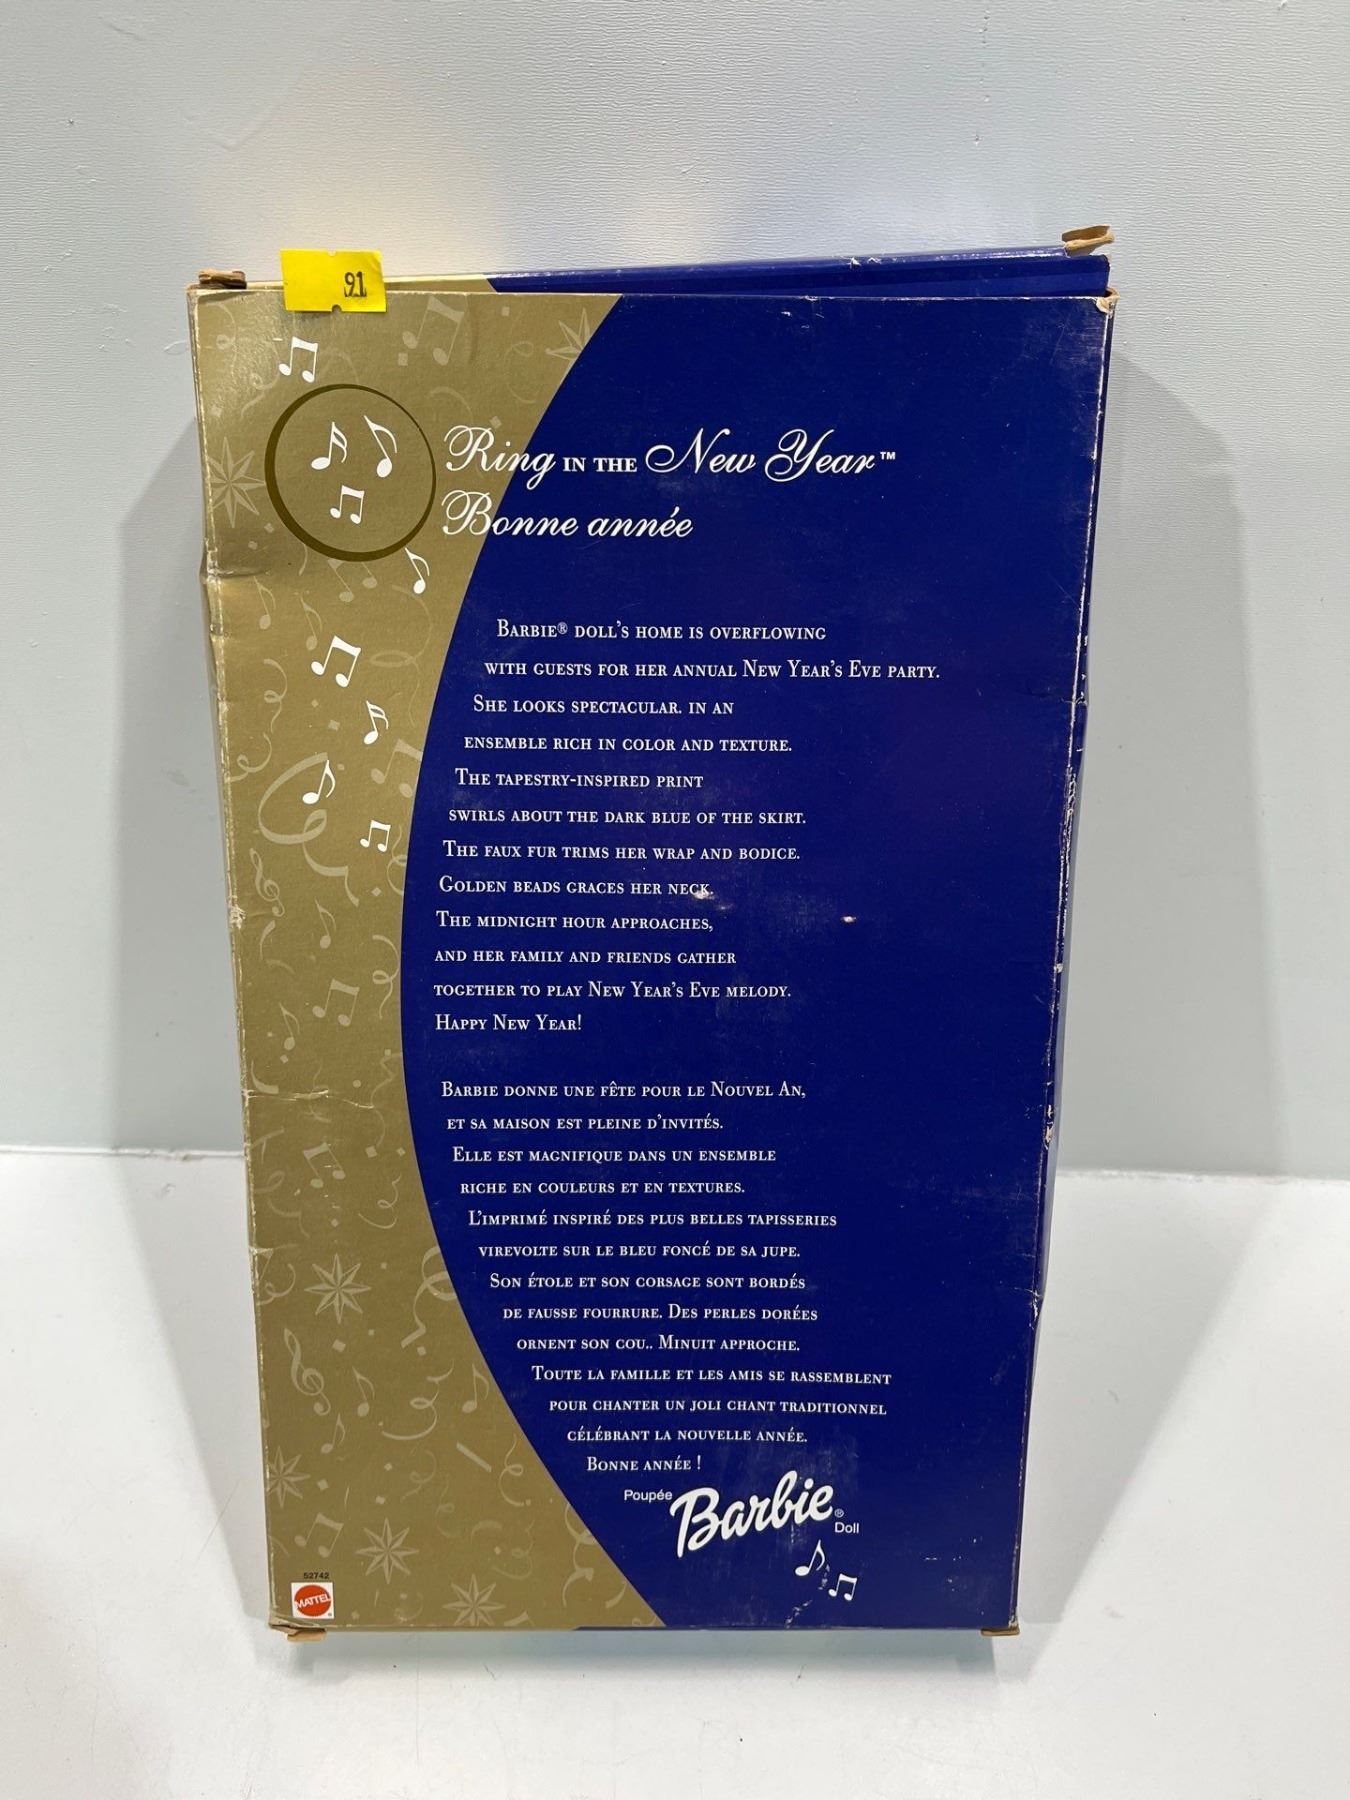 91
Ring IN THE New Year™
Bonne année
BARBIE® DOLL'S HOME IS OVERFLOWING
WITH GUESTS FOR HER ANNUAL NEW YEAR'S EVE PARTY.
SHE LOOKS SPECTACULAR. IN AN
ENSEMBLE RICH IN COLOR AND TEXTURE.
THE TAPESTRY-INSPIRED PRINT
SWIRLS ABOUT THE DARK BLUE OF THE SKIRT.
THE FAUX FUR TRIMS HER WRAP AND BODICE.
GOLDEN BEADS GRACES HER NECK.
THE MIDNIGHT HOUR APPROACHES,
AND HER FAMILY AND FRIENDS GATHER
TOGETHER TO PLAY NEW YEAR'S EVE MELODY.
HAPPY NEW YEAR!
BARBIE DONNE UNE FÊTE POUR LE NOUVEL AN,
ET SA MAISON EST PLEINE D'INVITÉS.
ELLE EST MAGNIFIQUE DANS UN ENSEMBLE
RICHE EN COULEURS ET EN TEXTURES.
L'IMPRIMÉ INSPIRÉ DES PLUS BELLES TAPISSERIES
VIREVOLTE SUR LE BLEU FONCÉ DE SA JUPE.
SON ÉTOLE ET SON CORSAGE SONT BORDÉS
DE FAUSSE FOURRURE. DES PERLES DORÉES
ORNENT SON COU.. MINUIT APPROCHE.
TOUTE LA FAMILLE ET LES AMIS SE RASSEMBLENT
POUR CHANTER UN JOLI CHANT TRADITIONNEL
CÉLÉBRANT LA NOUVELLE ANNÉE.
BONNE ANNÉE !
Poupée Barbie® Doll
52742
MATTEL®